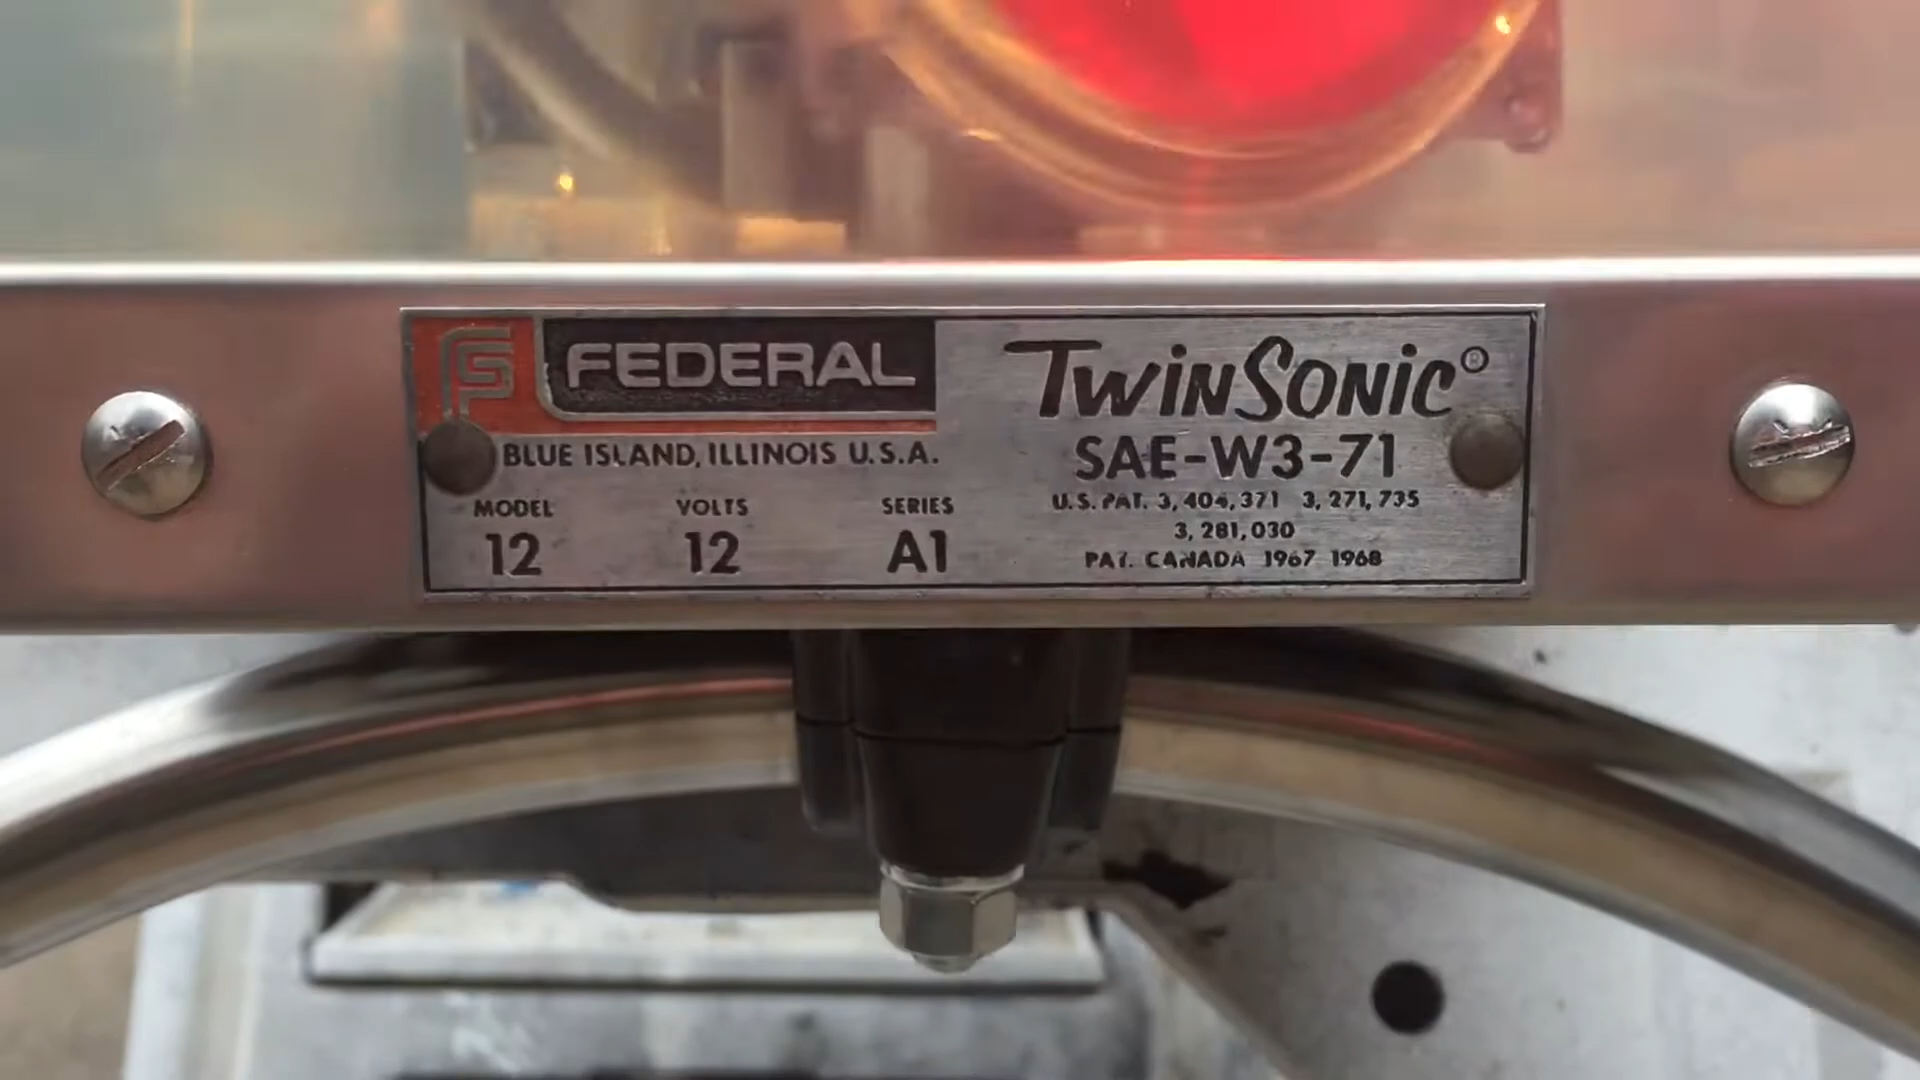 FS FEDERAL
BLUE ISLAND, ILLINOIS U.S.A.
MODEL VOLTS SERIES
12 12 A1
TWINSONIC®
SAE-W3-71
U.S. PAT. 3,404,371 3,271,735
3,281,030
PAT. CANADA 1967 1968